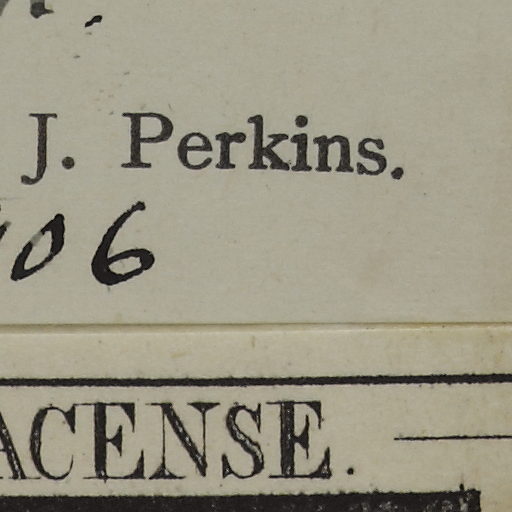 J. Perkins.
06
ACENSE.